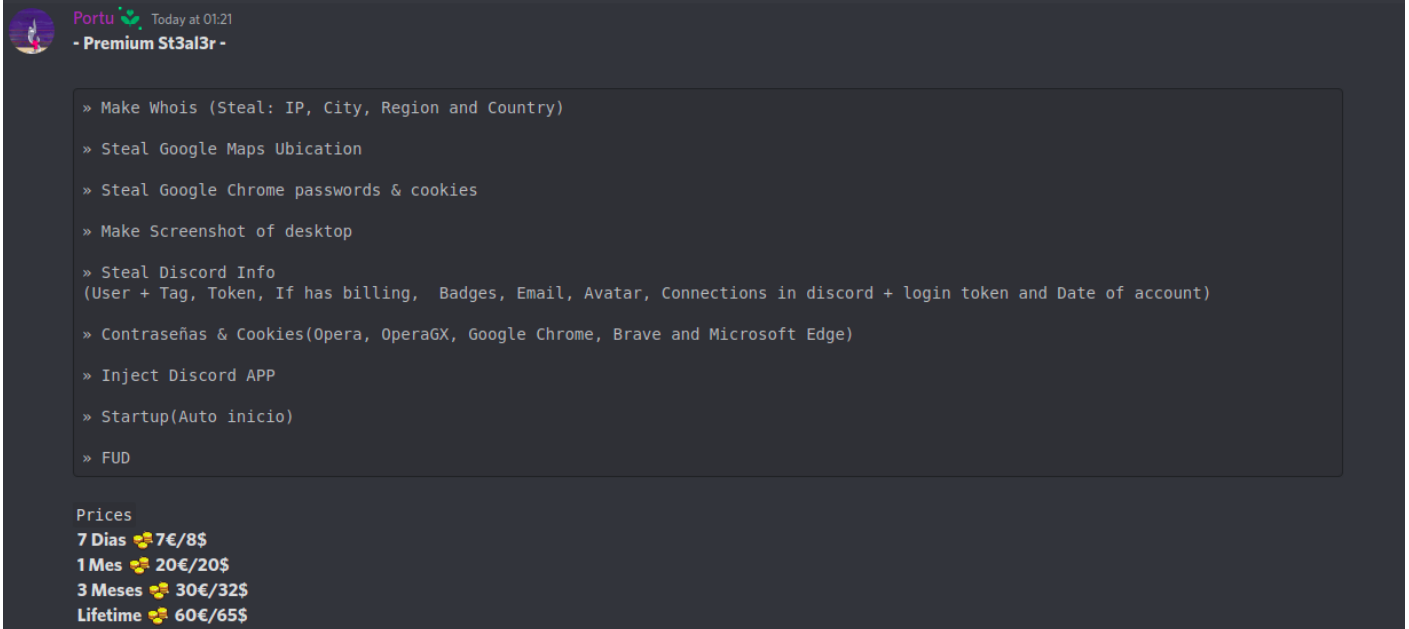 Portu Today at 01:21
- Premium St3al3r -
» Make Whois (Steal: IP, City, Region and Country)
» Steal Google Maps Ubication
» Steal Google Chrome passwords & cookies
» Make Screenshot of desktop
» Steal Discord Info
(User + Tag, Token, If has billing,  Badges, Email, Avatar, Connections in discord + login token and Date of account)
» Contraseñas & Cookies(Opera, OperaGX, Google Chrome, Brave and Microsoft Edge)
» Inject Discord APP
» Startup(Auto inicio)
» FUD
Prices
7 Dias 7€/8$
1 Mes 20€/20$
3 Meses 30€/32$
Lifetime 60€/65$